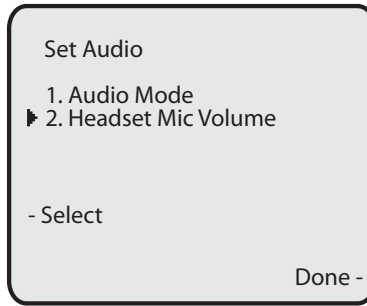 Set Audio
1. Audio Mode
2. Headset Mic Volume
- Select
Done -